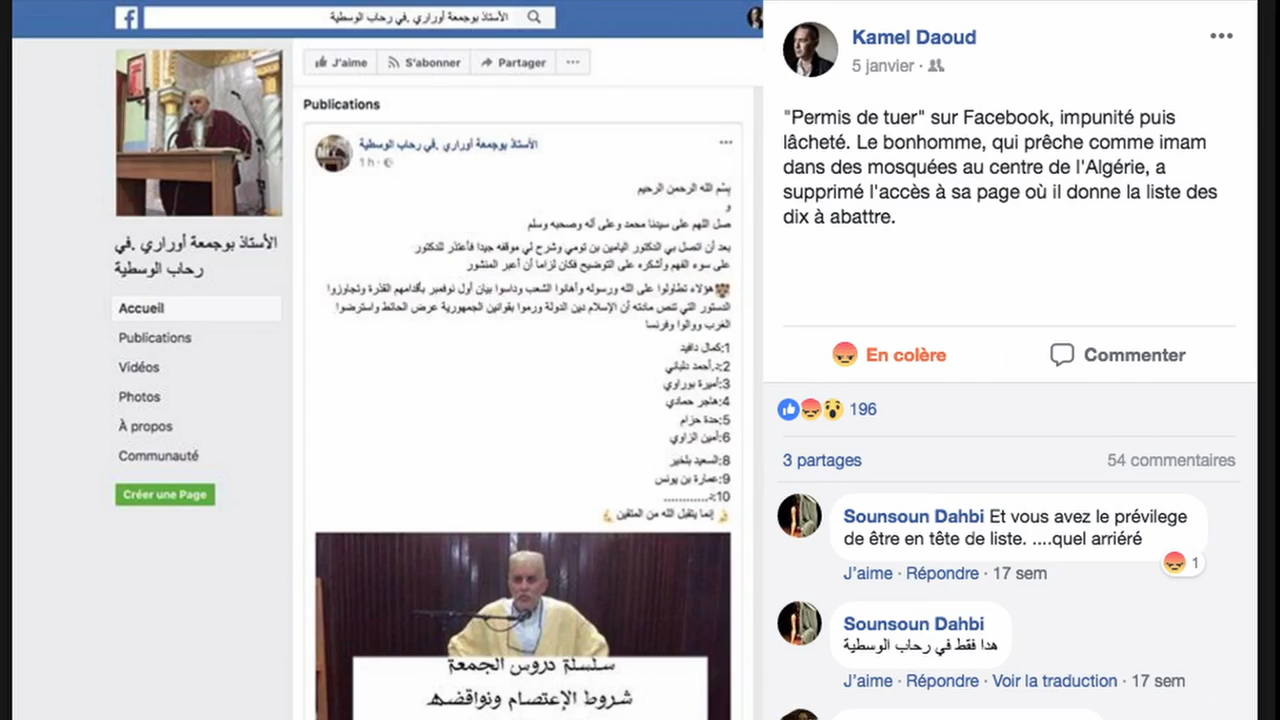 الأستاذ بوجمعة أوراري .في رحاب الوسطية
J'aime
S'abonner
Partager
Publications
الأستاذ بوجمعة أوراري .في رحاب الوسطية
1 h
بسْم الله الرحمن الرحيم
و
صل اللهم على سيدنا محمد وعلى آله وصحبه وسلم
بعد أن اتصل بي الدكتور اليامين بن تومي وشرح لي موقفه جيدا فأعتذر للدكتور
على سوء الفهم وأشكره على التوضيح فكان لزاما أن أعبر المنشور
هؤلاء تطاولوا على الله ورسوله وأهانوا الشعب وداسوا بيان أول نوفمبر بأقدامهم القذرة وتجاوزوا
الدستور التي تنص مادته أن الإسلام دين الدولة ورموا بقوانين الجمهورية عرض الحائط واسترضوا
الغرب ووالوا وفرنسا
1:كمال دافيد
2:د.أحمد دلباني
3:أميرة بوراوي
4:هاجر حمادي
5:حدة حزام
6:أمين الزاوي
8:السعيد بلخير
9:عمارة بن يونس
10:د............
إنما يتقبل الله من المتقين
سلسلة دروس الجمعة
شروط الإعتصام ونواقضه
الأستاذ بوجمعة أوراري .في
رحاب الوسطية
Accueil
Publications
Vidéos
Photos
À propos
Communauté
Créer une Page
Kamel Daoud
5 janvier
"Permis de tuer" sur Facebook, impunité puis
lâcheté. Le bonhomme, qui prêche comme imam
dans des mosquées au centre de l'Algérie, a
supprimé l'accès à sa page où il donne la liste des
dix à abattre.
En colère
Commenter
196
3 partages
54 commentaires
Sounsoun Dahbi Et vous avez le prévilege
de être en tête de liste. ....quel arriéré
1
J'aime · Répondre · 17 sem
Sounsoun Dahbi
هدا فقط في رحاب الوسطية
J'aime · Répondre · Voir la traduction · 17 sem